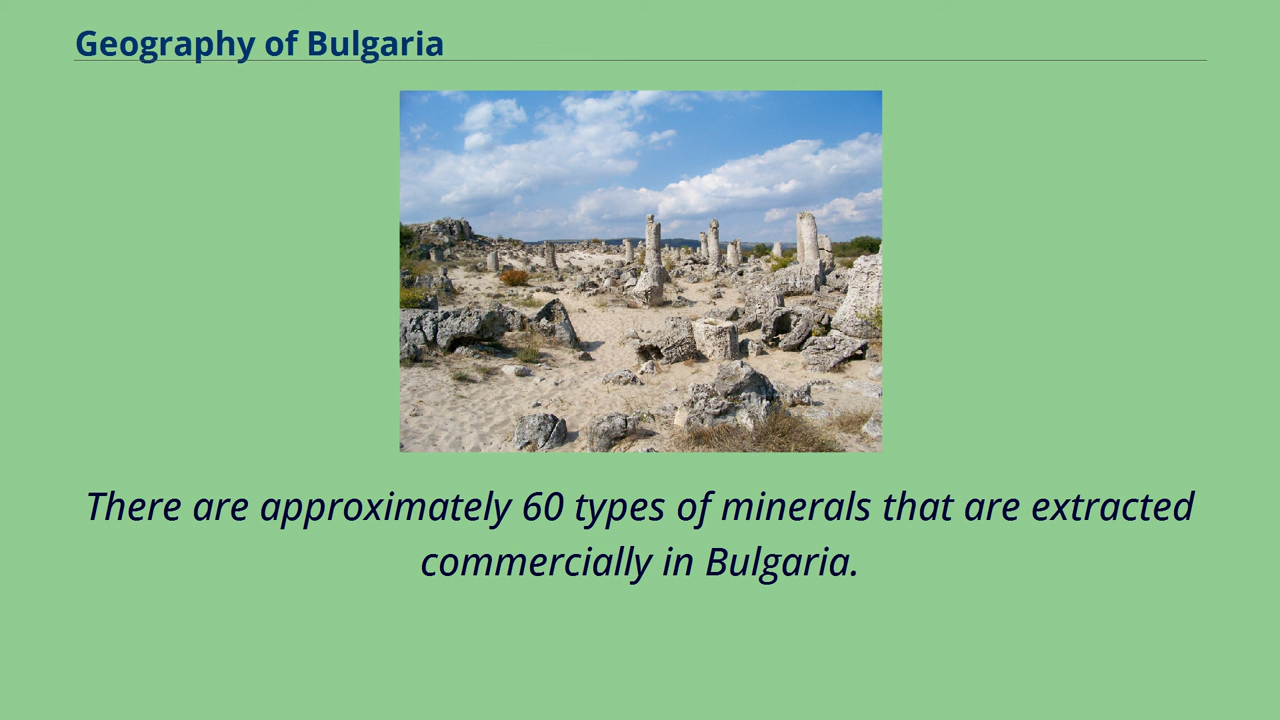 Geography of Bulgaria
There are approximately 60 types of minerals that are extracted
commercially in Bulgaria.